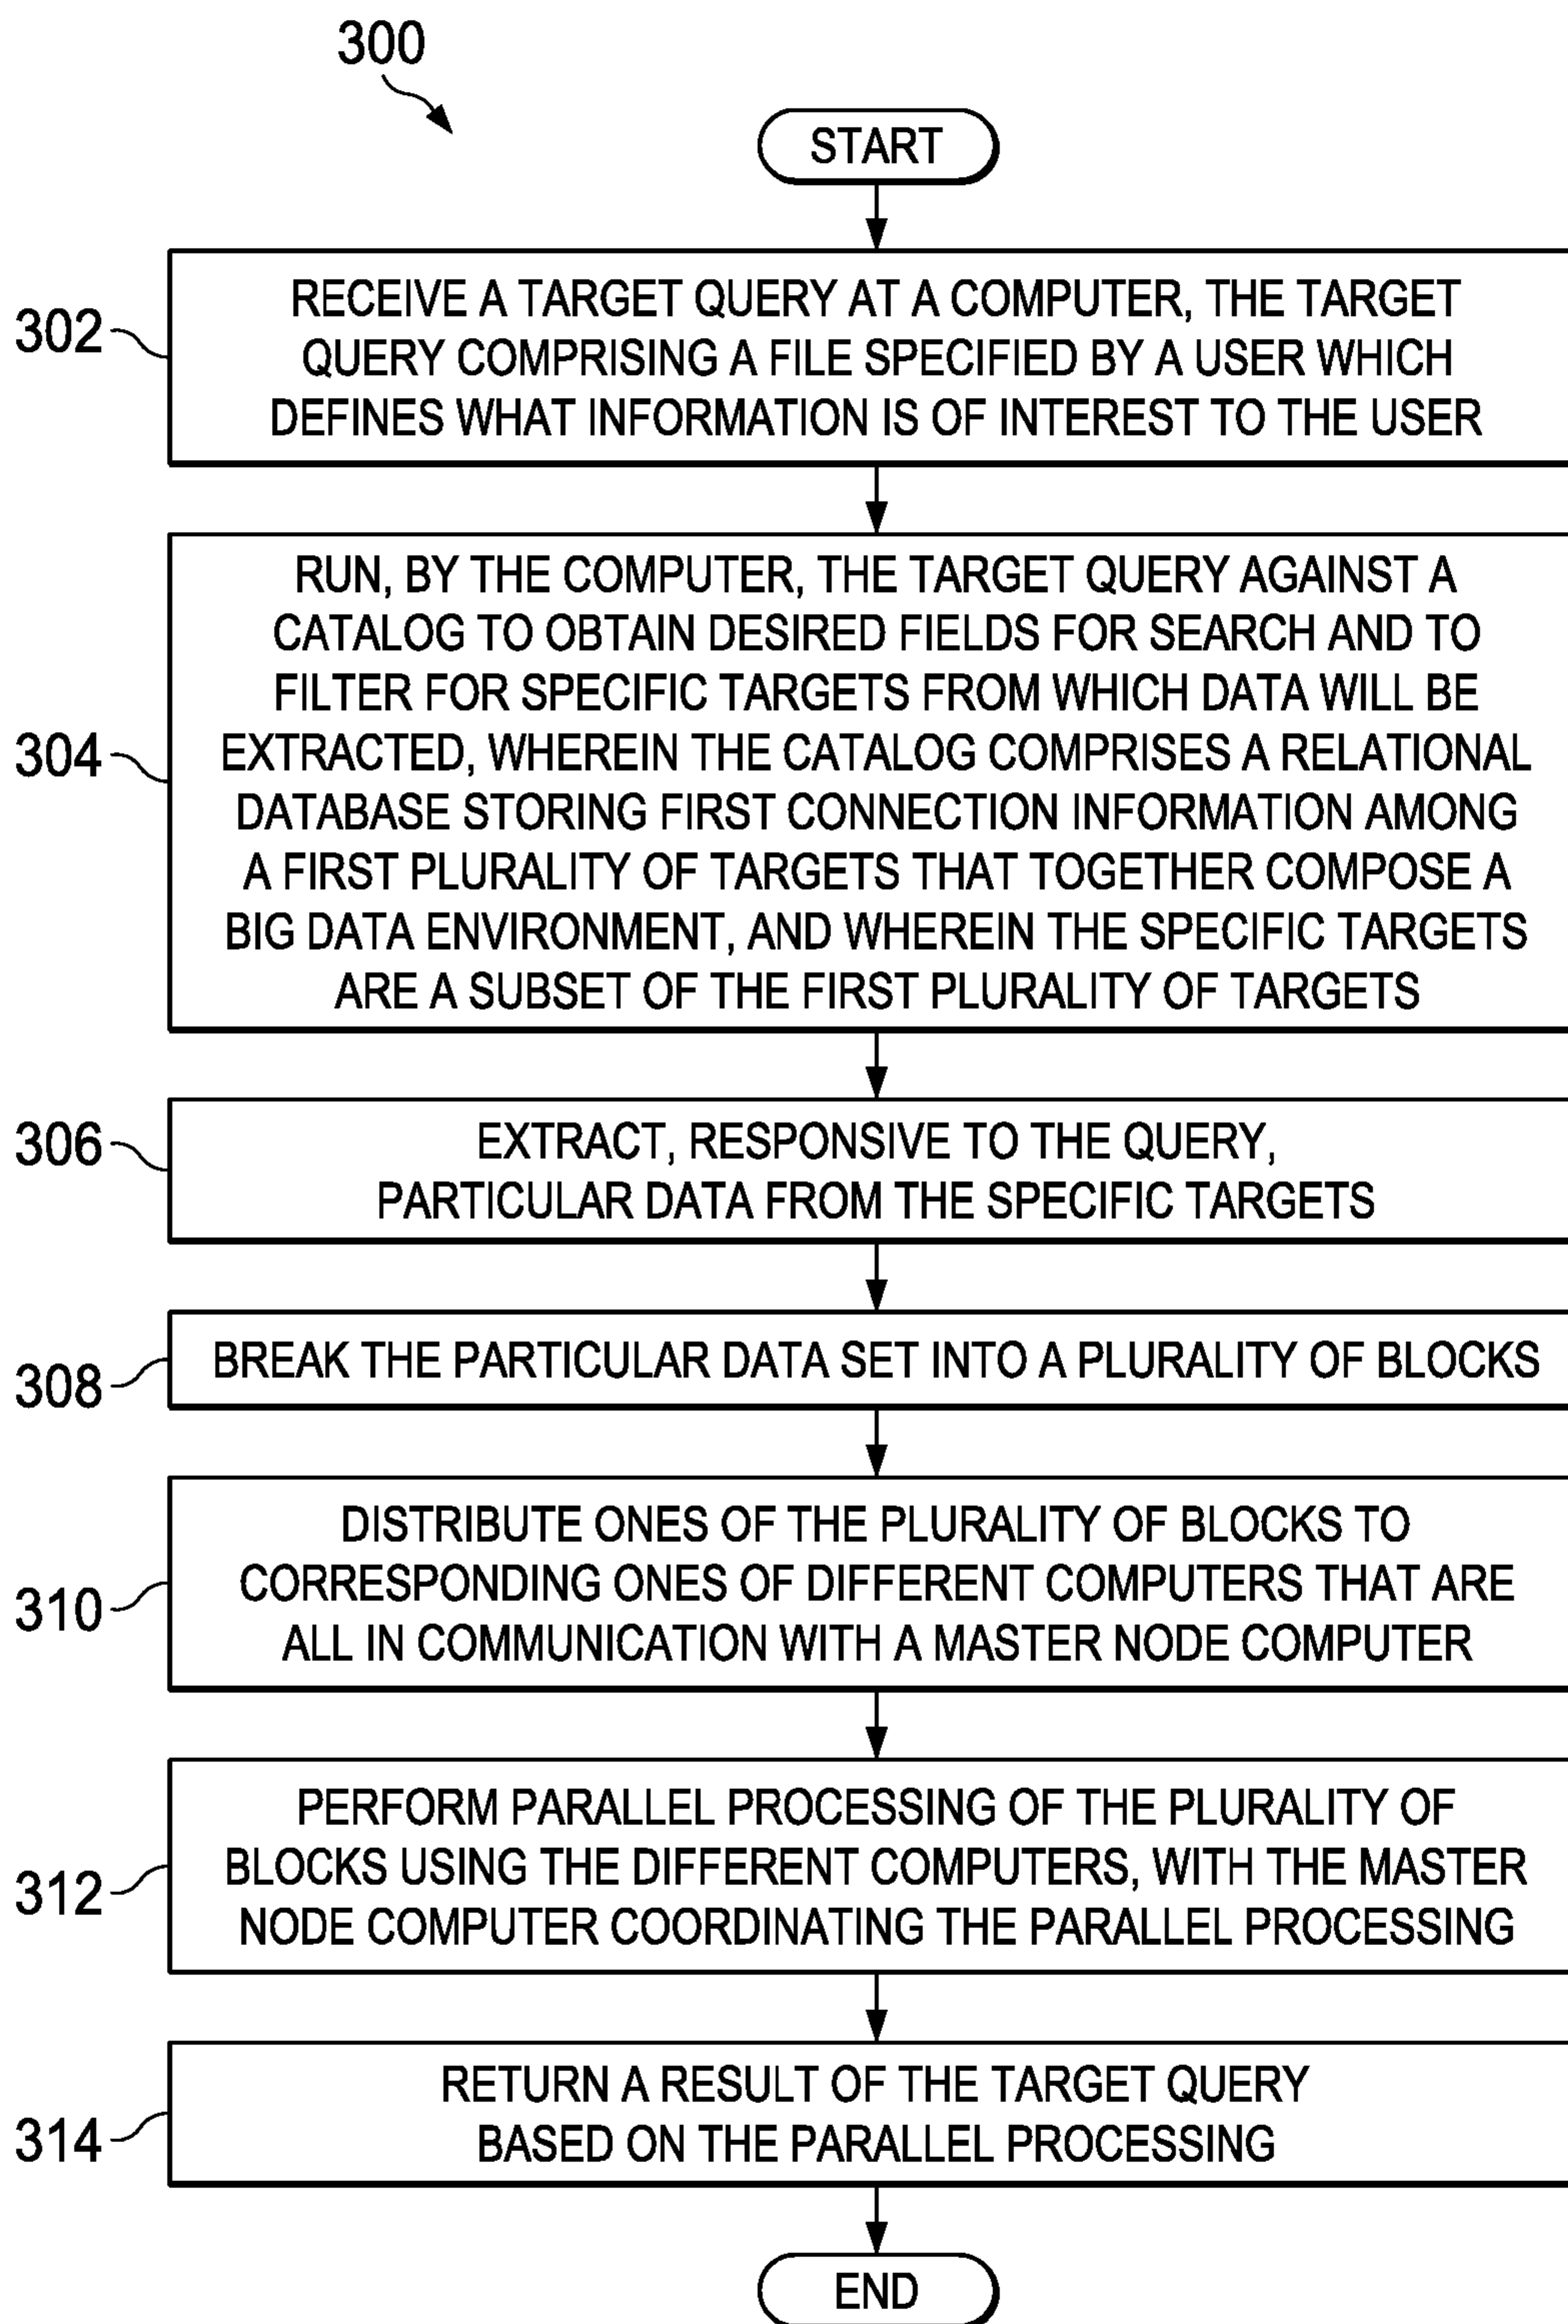 300
START
302
RECEIVE A TARGET QUERY AT A COMPUTER, THE TARGET
QUERY COMPRISING A FILE SPECIFIED BY A USER WHICH
DEFINES WHAT INFORMATION IS OF INTEREST TO THE USER
304
RUN, BY THE COMPUTER, THE TARGET QUERY AGAINST A
CATALOG TO OBTAIN DESIRED FIELDS FOR SEARCH AND TO
FILTER FOR SPECIFIC TARGETS FROM WHICH DATA WILL BE
EXTRACTED, WHEREIN THE CATALOG COMPRISES A RELATIONAL
DATABASE STORING FIRST CONNECTION INFORMATION AMONG
A FIRST PLURALITY OF TARGETS THAT TOGETHER COMPOSE A
BIG DATA ENVIRONMENT, AND WHEREIN THE SPECIFIC TARGETS
ARE A SUBSET OF THE FIRST PLURALITY OF TARGETS
306
EXTRACT, RESPONSIVE TO THE QUERY,
PARTICULAR DATA FROM THE SPECIFIC TARGETS
308
BREAK THE PARTICULAR DATA SET INTO A PLURALITY OF BLOCKS
310
DISTRIBUTE ONES OF THE PLURALITY OF BLOCKS TO
CORRESPONDING ONES OF DIFFERENT COMPUTERS THAT ARE
ALL IN COMMUNICATION WITH A MASTER NODE COMPUTER
312
PERFORM PARALLEL PROCESSING OF THE PLURALITY OF
BLOCKS USING THE DIFFERENT COMPUTERS, WITH THE MASTER
NODE COMPUTER COORDINATING THE PARALLEL PROCESSING
314
RETURN A RESULT OF THE TARGET QUERY
BASED ON THE PARALLEL PROCESSING
END